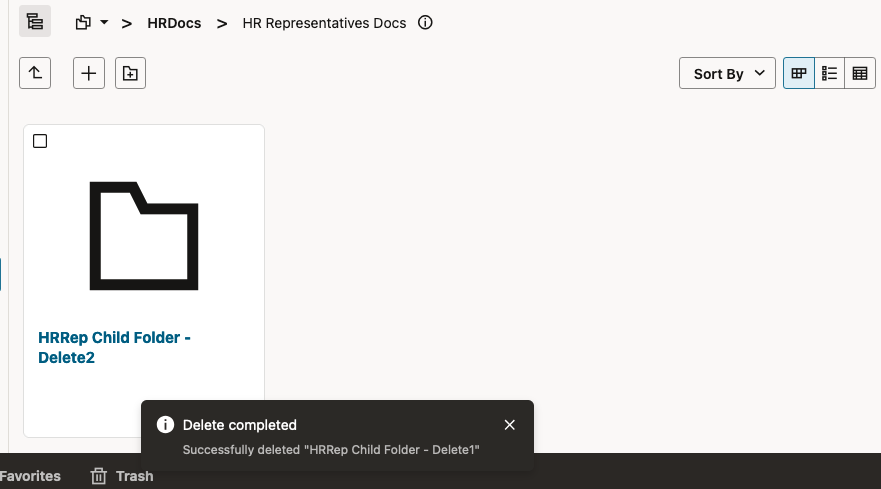 > HRDocs > HR Representatives Docs
Sort By
HRRep Child Folder -
Delete2
Delete completed
Successfully deleted "HRRep Child Folder - Delete1"
Favorites Trash